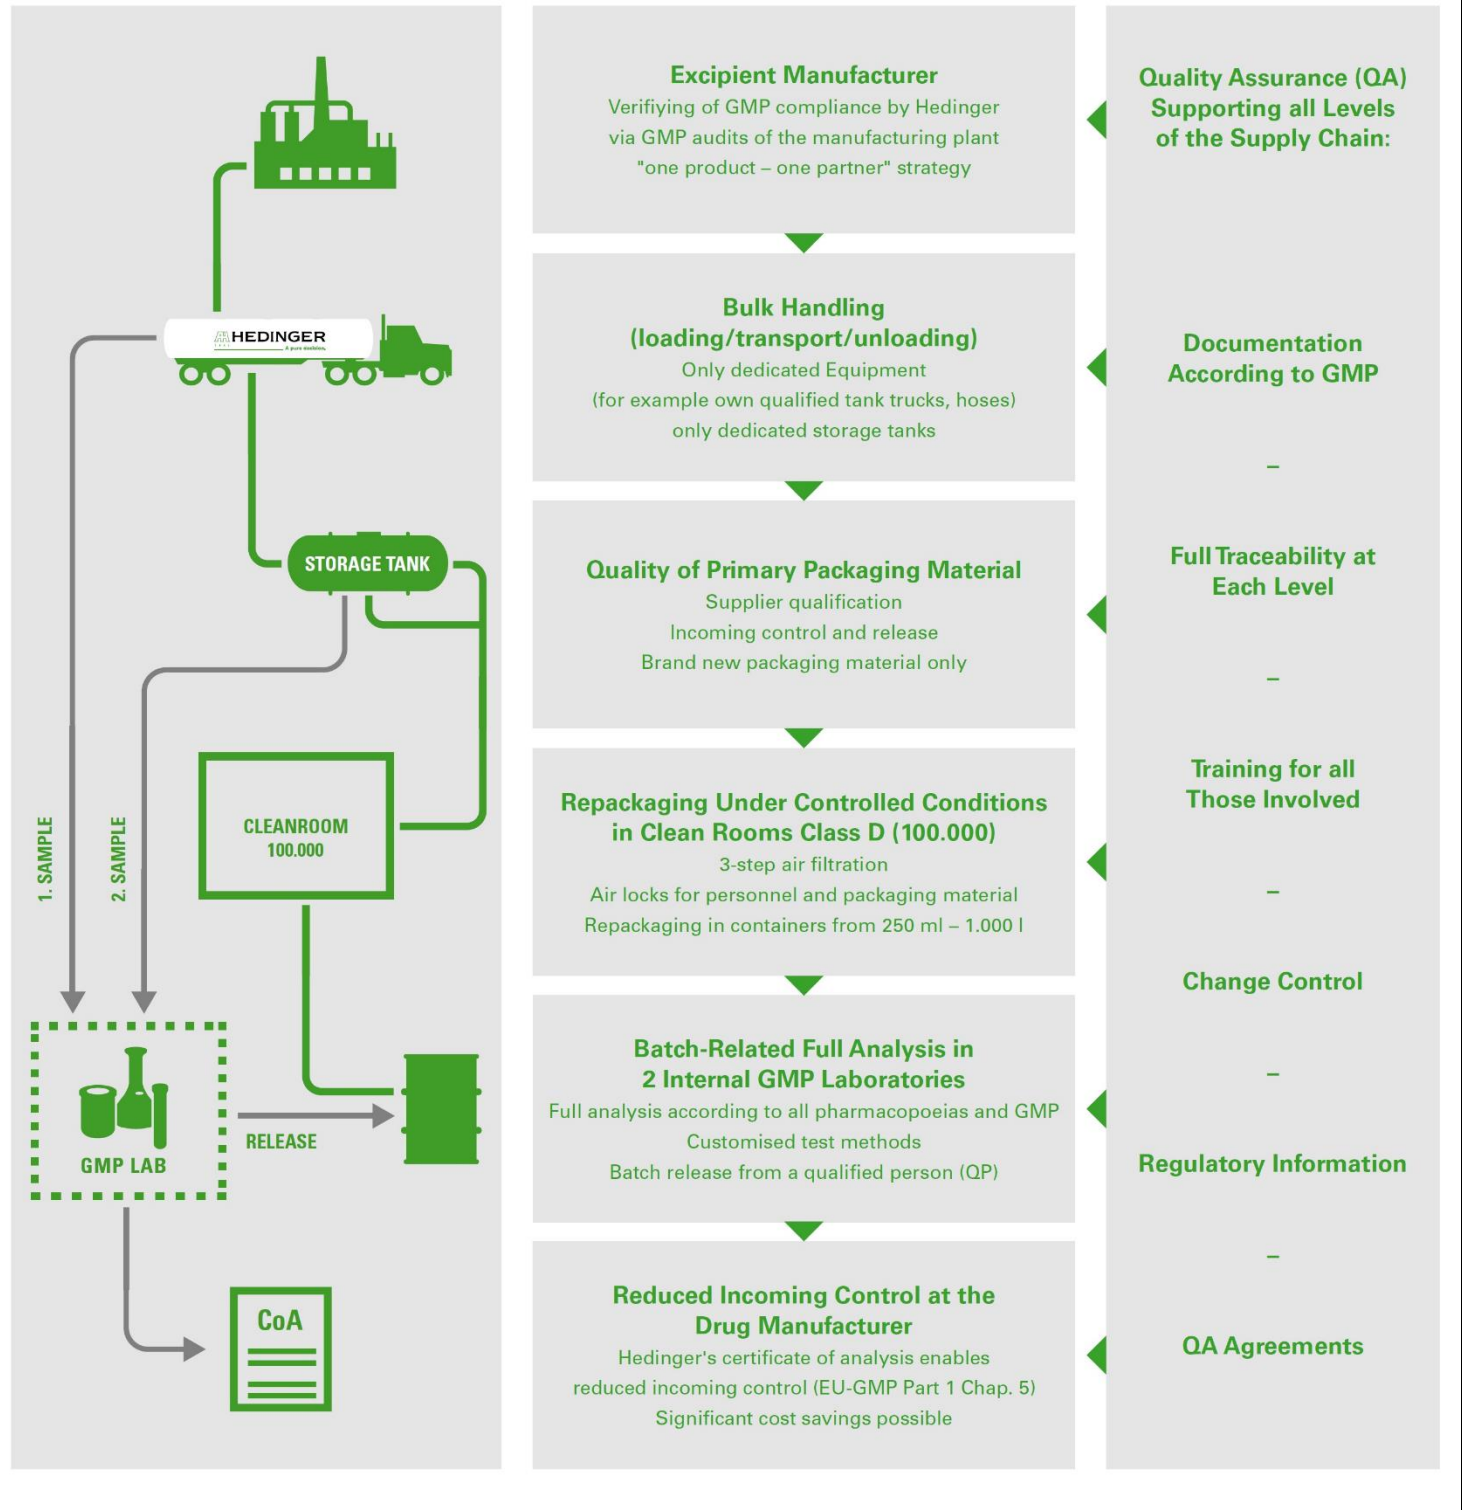 HEDINGER
A pure decision.
STORAGE TANK
CLEANROOM
100.000
1. SAMPLE
2. SAMPLE
GMP LAB
RELEASE
CoA
Excipient Manufacturer
Verifiying of GMP compliance by Hedinger
via GMP audits of the manufacturing plant
"one product – one partner" strategy
Bulk Handling
(loading/transport/unloading)
Only dedicated Equipment
(for example own qualified tank trucks, hoses)
only dedicated storage tanks
Quality of Primary Packaging Material
Supplier qualification
Incoming control and release
Brand new packaging material only
Repackaging Under Controlled Conditions
in Clean Rooms Class D (100.000)
3-step air filtration
Air locks for personnel and packaging material
Repackaging in containers from 250 ml – 1.000 l
Batch-Related Full Analysis in
2 Internal GMP Laboratories
Full analysis according to all pharmacopoeias and GMP
Customised test methods
Batch release from a qualified person (QP)
Reduced Incoming Control at the
Drug Manufacturer
Hedinger's certificate of analysis enables
reduced incoming control (EU-GMP Part 1 Chap. 5)
Significant cost savings possible
Quality Assurance (QA)
Supporting all Levels
of the Supply Chain:
Documentation
According to GMP
–
Full Traceability at
Each Level
–
Training for all
Those Involved
–
Change Control
–
Regulatory Information
–
QA Agreements